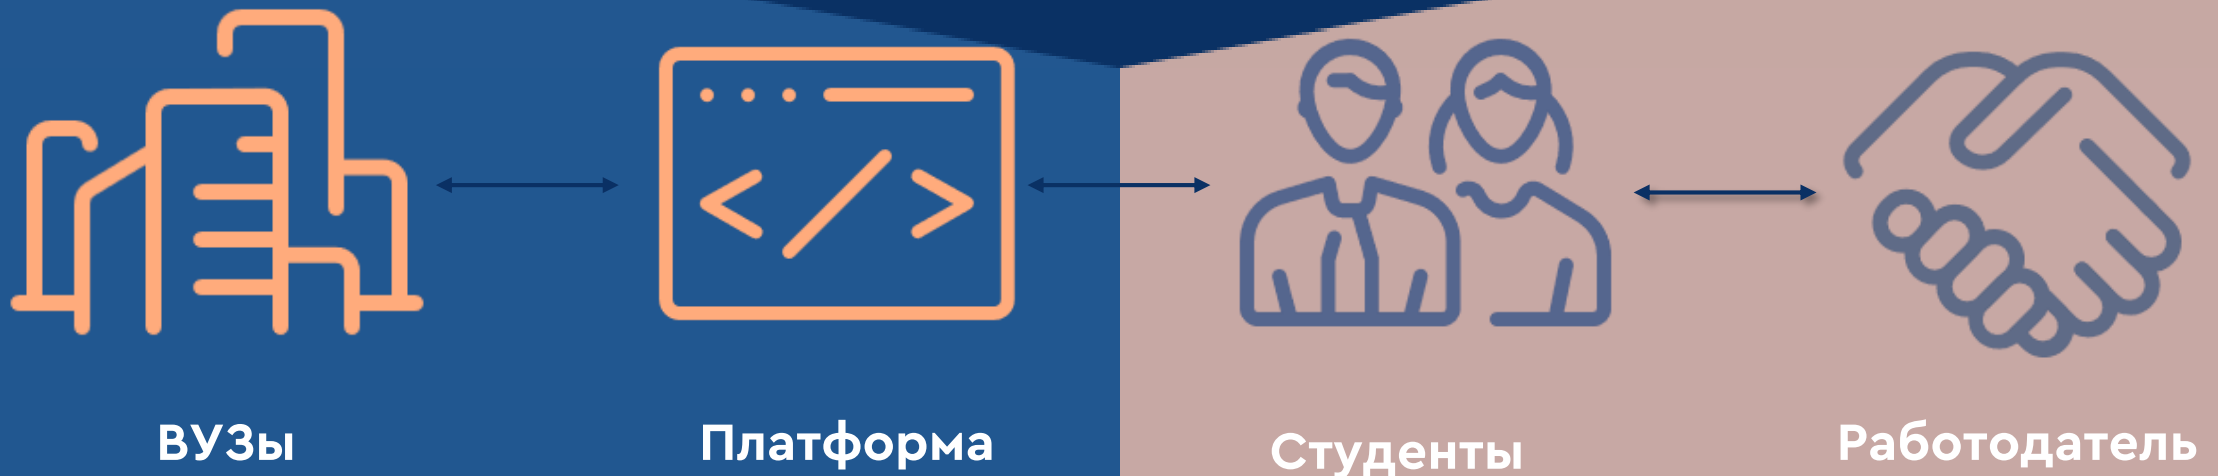 ВУЗы
Платформа
Студенты
Работодатель